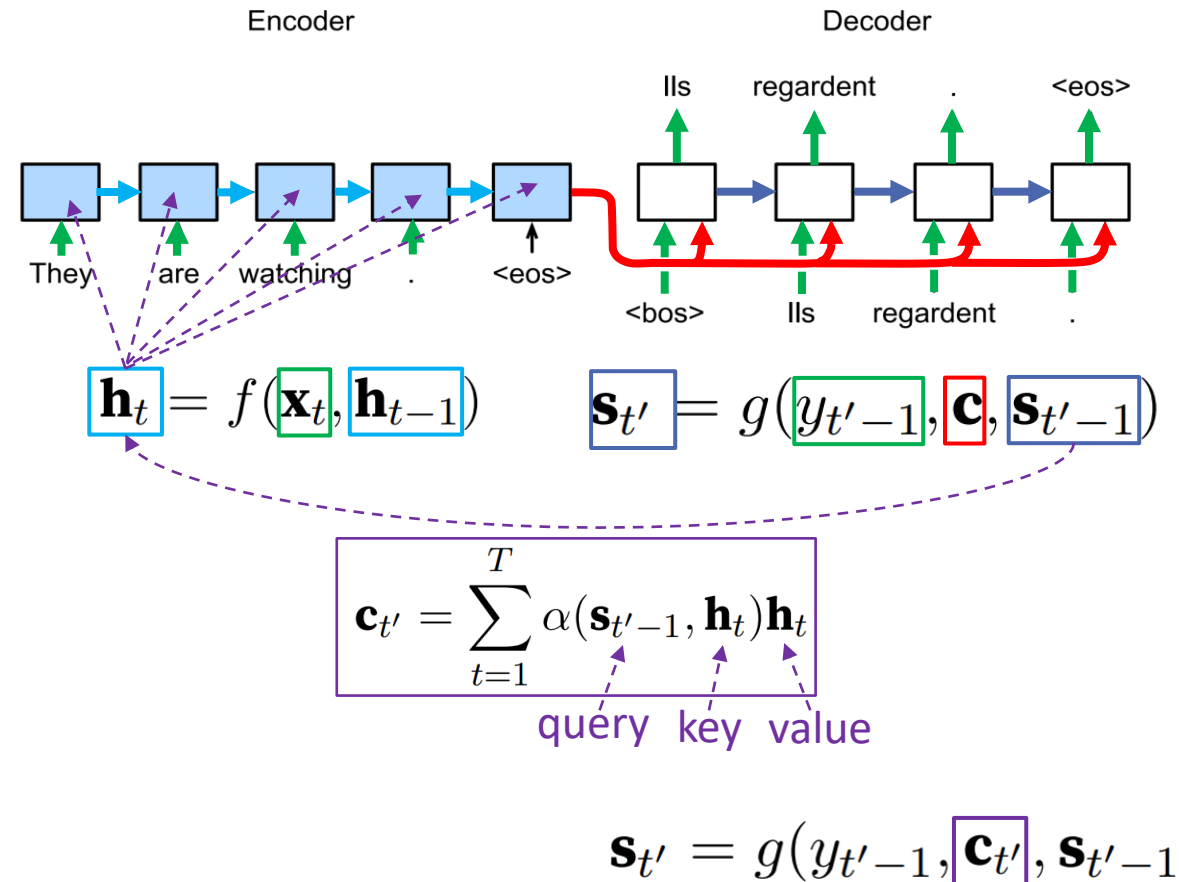 Encoder Decoder
Ils regardent . <eos>
They are watching . <eos>
<bos> Ils regardent .
h_t = f(x_t, h_{t-1}) s_{t'} = g(y_{t'-1}, c, s_{t'-1})
c_{t'} = \sum_{t=1}^{T} α(s_{t'-1}, h_t)h_t
query key value
s_{t'} = g(y_{t'-1}, c_{t'}, s_{t'-1}